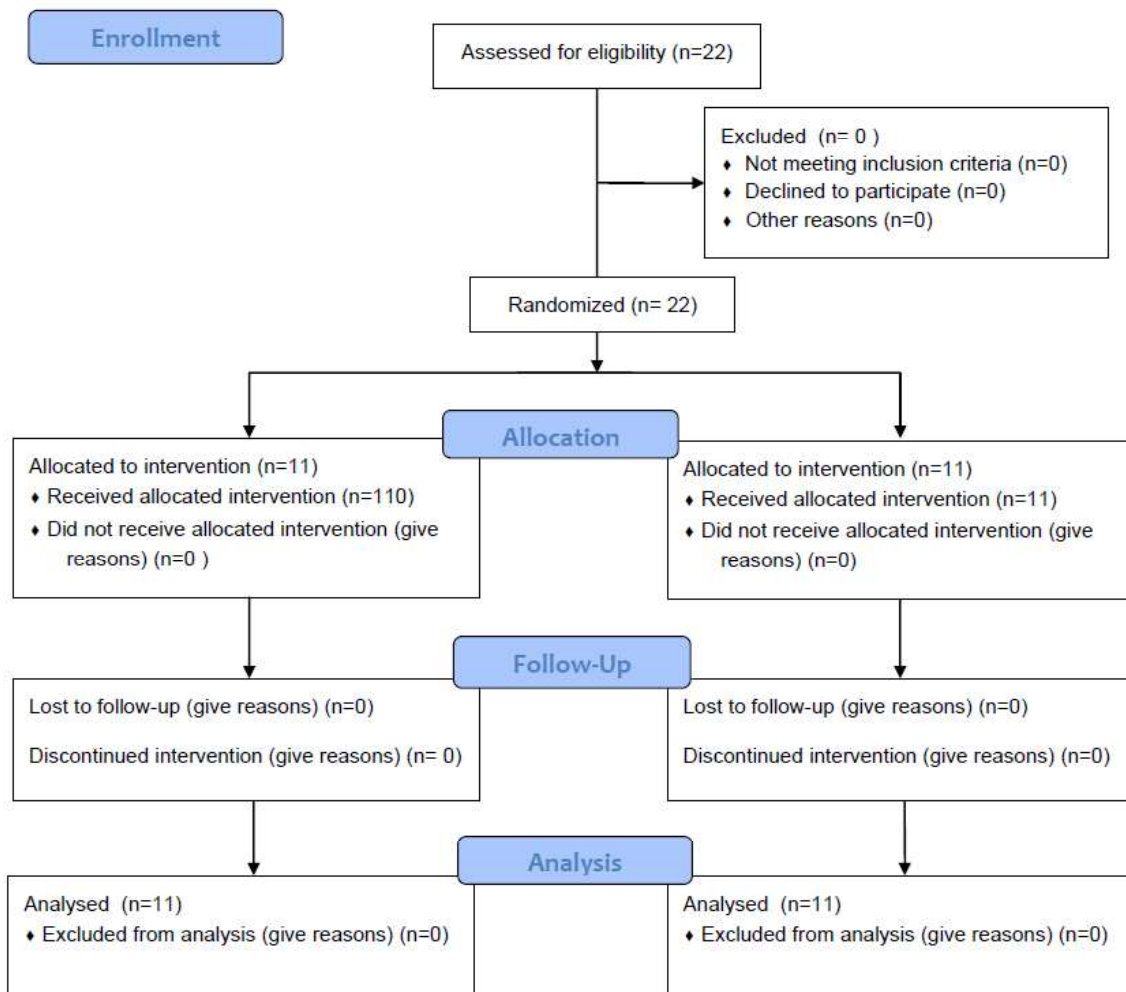 Enrollment
Assessed for eligibility (n=22)
Excluded (n= 0 )
♦ Not meeting inclusion criteria (n=0)
♦ Declined to participate (n=0)
♦ Other reasons (n=0)
Randomized (n= 22)
Allocation
Allocated to intervention (n=11)
♦ Received allocated intervention (n=110)
♦ Did not receive allocated intervention (give
reasons) (n=0 )
Allocated to intervention (n=11)
♦ Received allocated intervention (n=11)
♦ Did not receive allocated intervention (give
reasons) (n=0)
Follow-Up
Lost to follow-up (give reasons) (n=0)
Discontinued intervention (give reasons) (n= 0)
Lost to follow-up (give reasons) (n=0)
Discontinued intervention (give reasons) (n=0)
Analysis
Analysed (n=11)
♦ Excluded from analysis (give reasons) (n=0)
Analysed (n=11)
♦ Excluded from analysis (give reasons) (n=0)